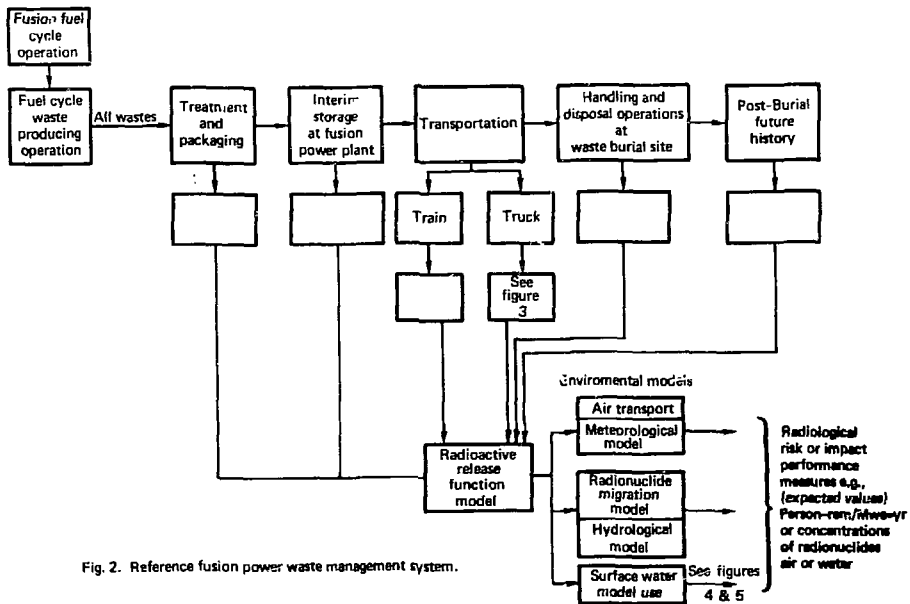 Fusion fuel
cycle
operation
Fuel cycle
waste
producing
operation
All wastes
Treatment
and
packaging
Interim
storage
at fusion
power plant
Transportation
Handling and
disposal operations
at
waste burial site
Post-Burial
future
history
Train
Truck
See
figure
3
Radioactive
release
function
model
Enviromental models
Air transport
Meteorological
model
Radionuclide
migration
model
Hydrological
model
Surface water
model use
See figures
4 & 5
Radiological
risk or impact
performance
measures e.g.,
(expected values)
Person-rem/Mwe-yr
or concentrations
of radionuclides
air or water
Fig. 2. Reference fusion power waste management system.